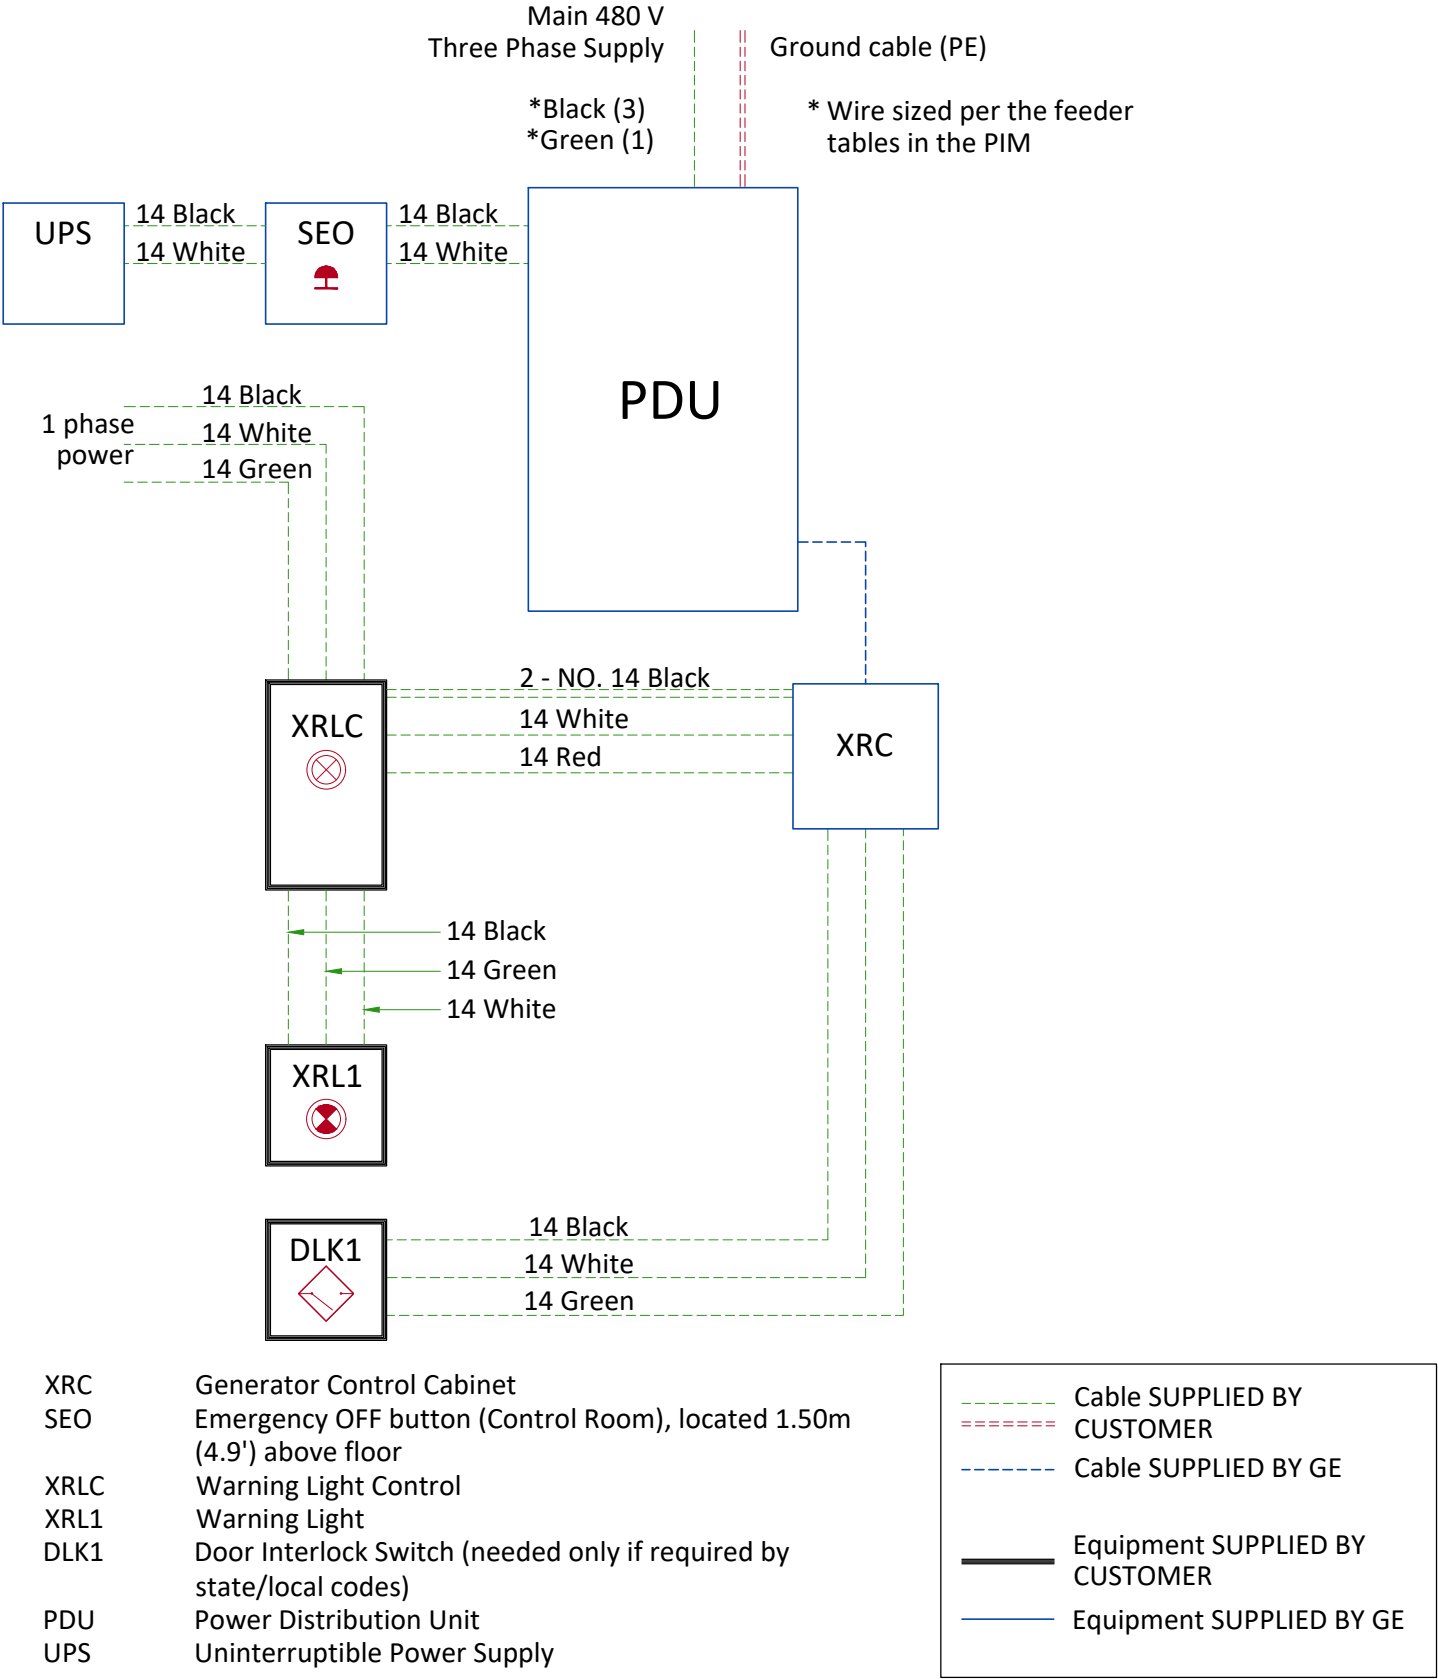 Main 480 V
Three Phase Supply
Ground cable (PE)
*Black (3)
*Green (1)
* Wire sized per the feeder
tables in the PIM
UPS
14 Black
14 White
SEO
14 Black
14 White
PDU
1 phase
power
14 Black
14 White
14 Green
XRLC
2 - NO. 14 Black
14 White
14 Red
XRC
14 Black
14 Green
14 White
XRL1
DLK1
14 Black
14 White
14 Green
XRC Generator Control Cabinet
SEO Emergency OFF button (Control Room), located 1.50m
(4.9') above floor
XRLC Warning Light Control
XRL1 Warning Light
DLK1 Door Interlock Switch (needed only if required by
state/local codes)
PDU Power Distribution Unit
UPS Uninterruptible Power Supply
Cable SUPPLIED BY
CUSTOMER
Cable SUPPLIED BY GE
Equipment SUPPLIED BY
CUSTOMER
Equipment SUPPLIED BY GE